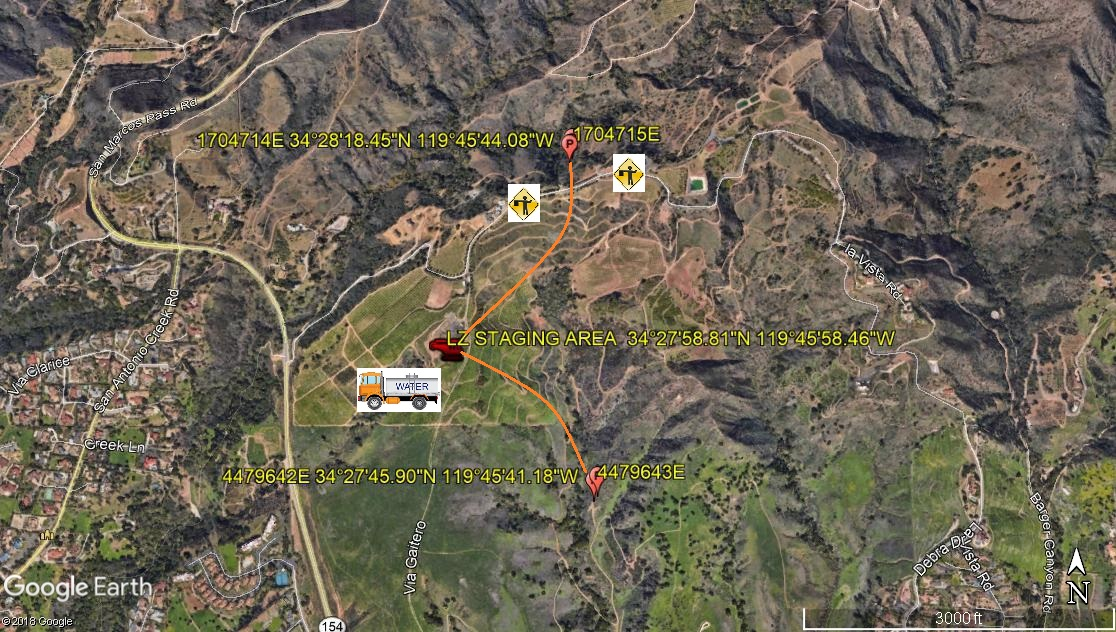 San Marcos Pass Rd
1704714E 34°28'18.45"N 119°45'44.08"W
P
1704715E
la Vista Rd
LZ STAGING AREA 34°27'58.81"N 119°45'58.46"W
San Antonio Creek Rd
Via Clarice
WATER
Creek Ln
4479642E 34°27'45.90"N 119°45'41.18"W
4479643E
Via Gaitero
Debra Dr
La Vista Rd
Barger Canyon Rd
N
Google Earth
©2018 Google
154
3000 ft